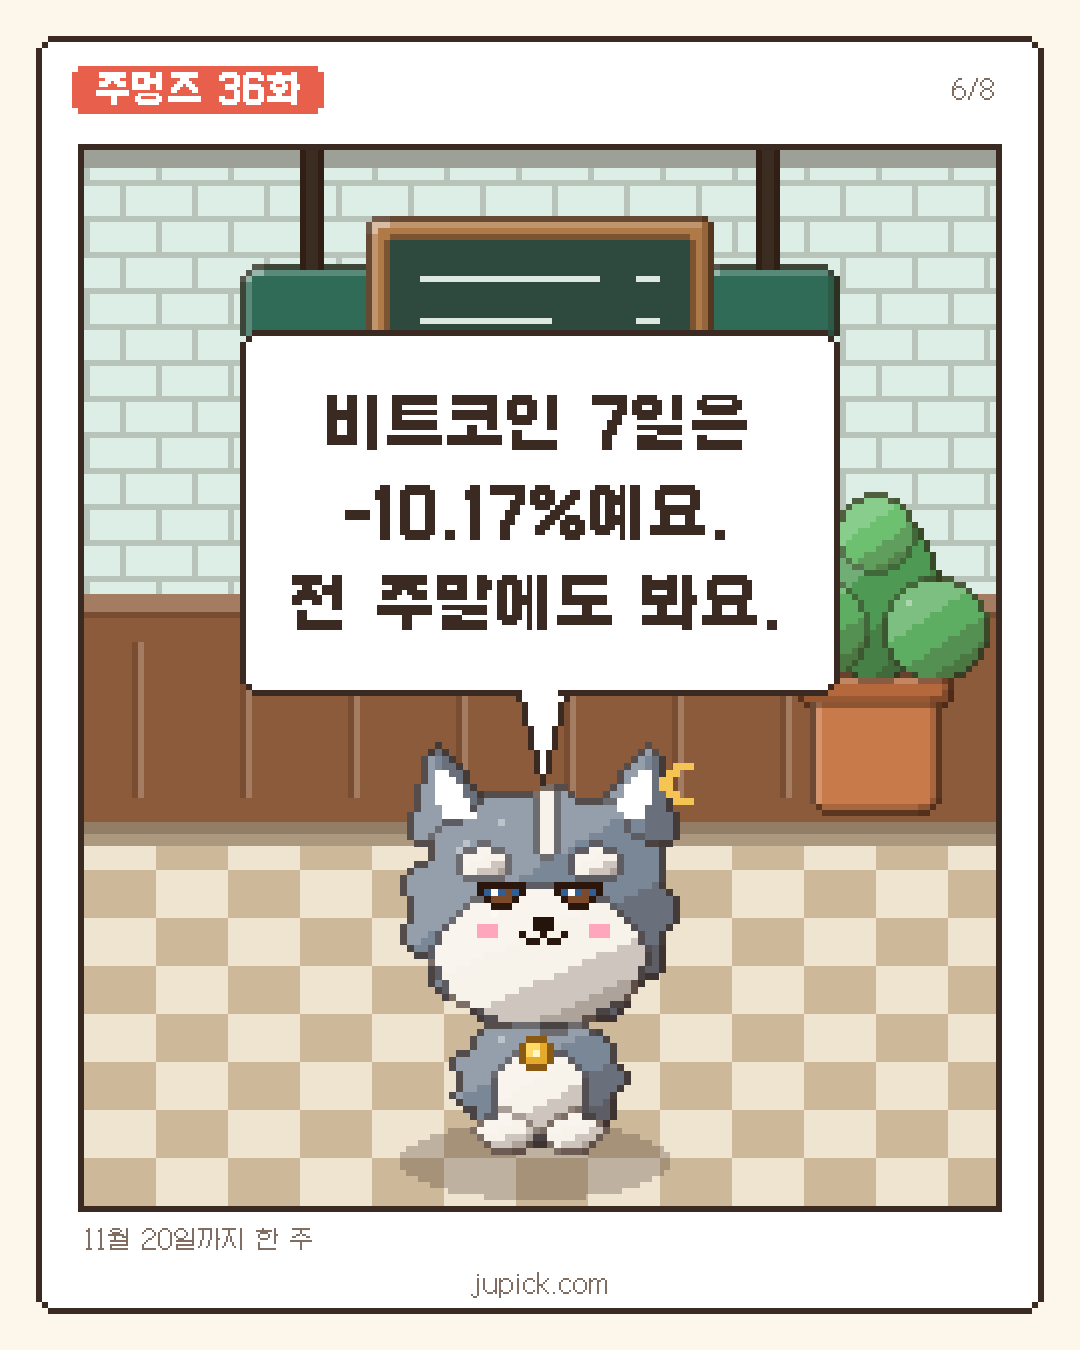 주멍즈 36화
6/8
비트코인 7일은
-10.17%예요.
전 주말에도 봐요.
11월 20일까지 한 주
jupick.com